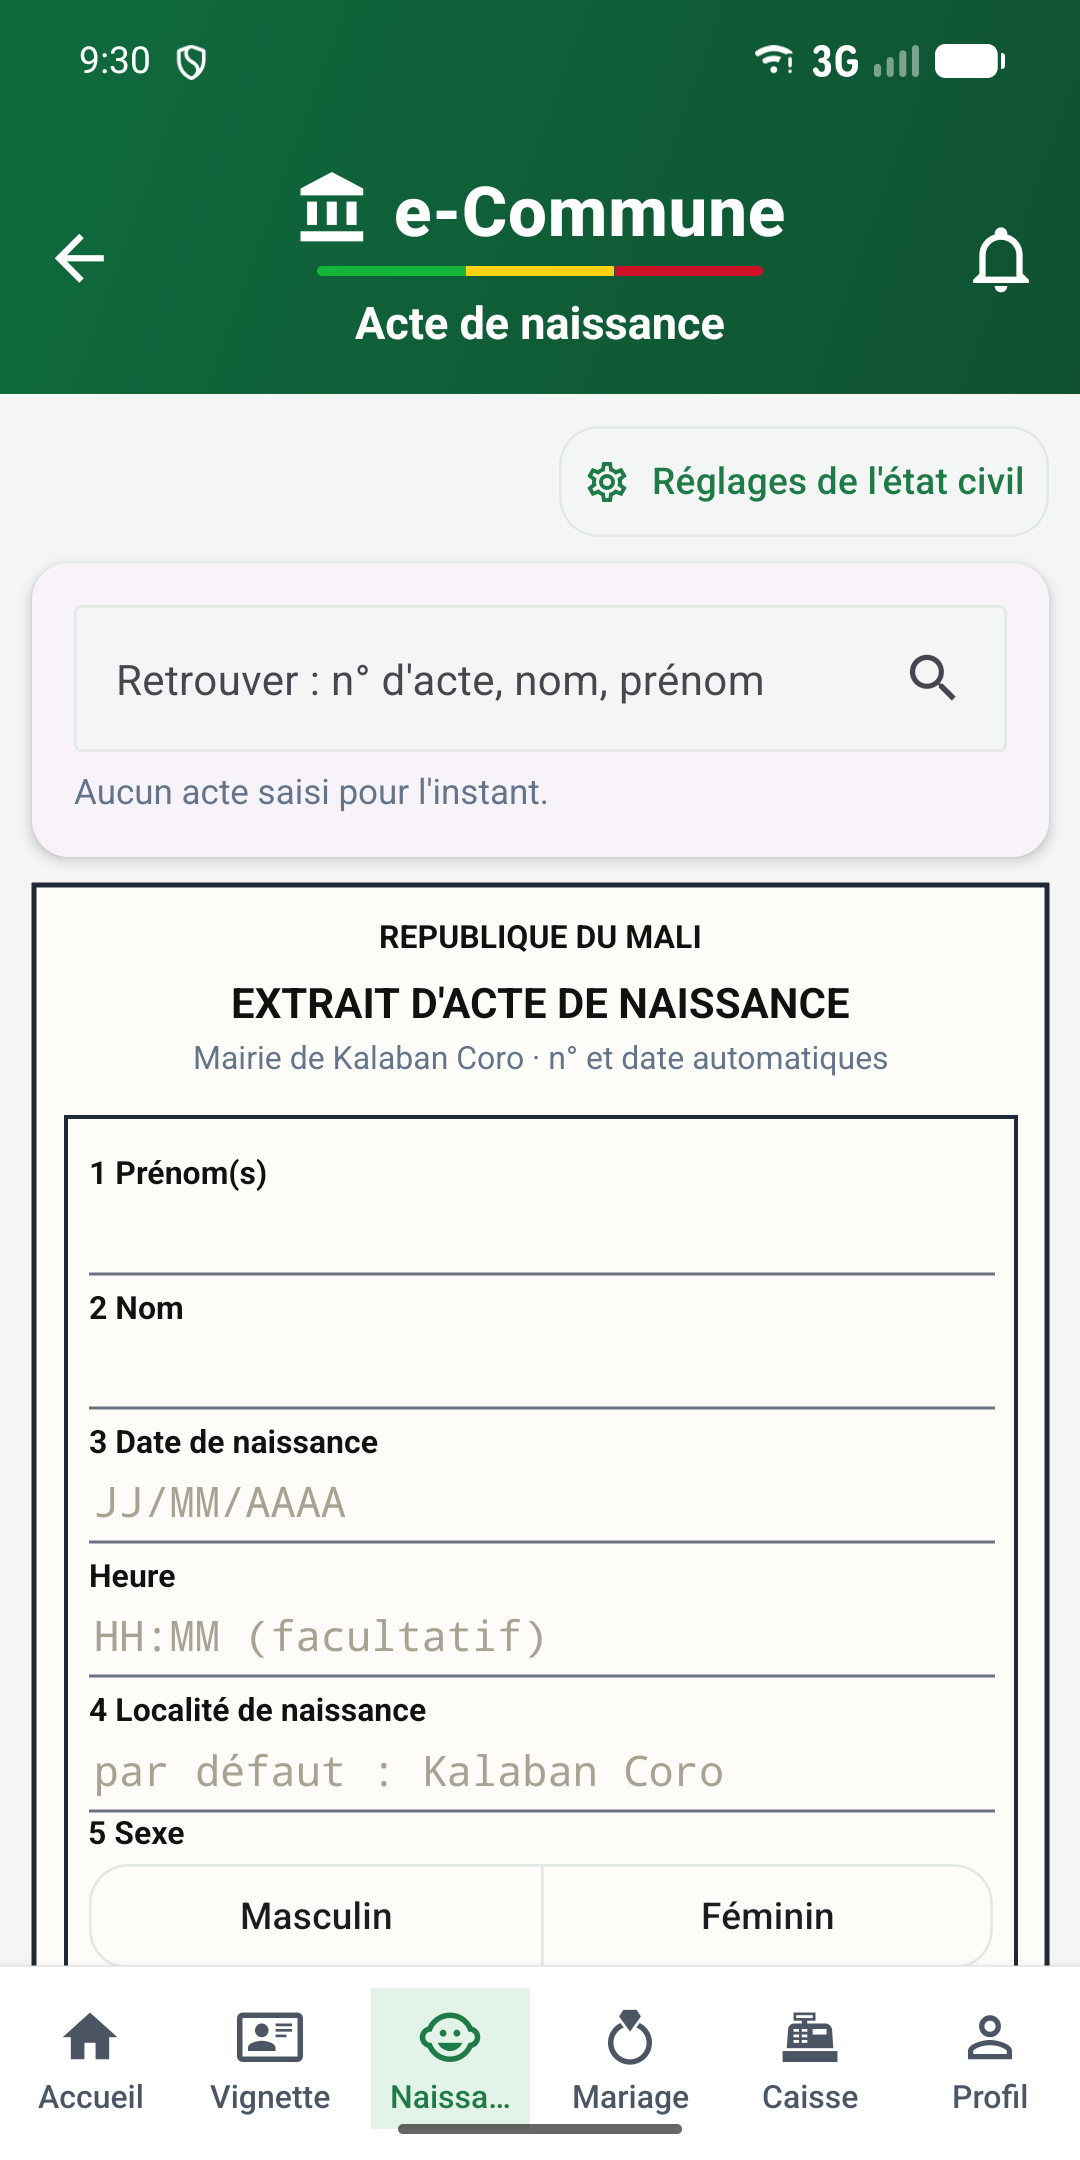 9:30
3G
e-Commune
Acte de naissance
Réglages de l'état civil
Retrouver : n° d'acte, nom, prénom
Aucun acte saisi pour l'instant.
REPUBLIQUE DU MALI
EXTRAIT D'ACTE DE NAISSANCE
Mairie de Kalaban Coro · n° et date automatiques
1 Prénom(s)
2 Nom
3 Date de naissance
JJ/MM/AAAA
Heure
HH:MM (facultatif)
4 Localité de naissance
par défaut : Kalaban Coro
5 Sexe
Masculin Féminin
Accueil Vignette Naissa... Mariage Caisse Profil